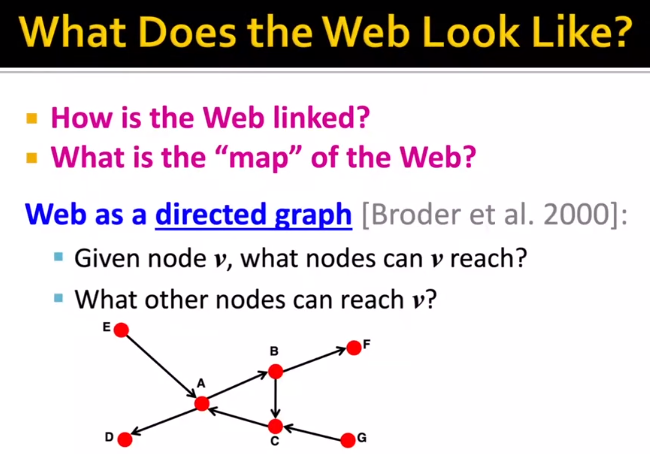 What Does the Web Look Like?
How is the Web linked?
What is the “map” of the Web?
Web as a directed graph [Broder et al. 2000]:
Given node v, what nodes can v reach?
What other nodes can reach v?
E
F
B
A
D
C
G